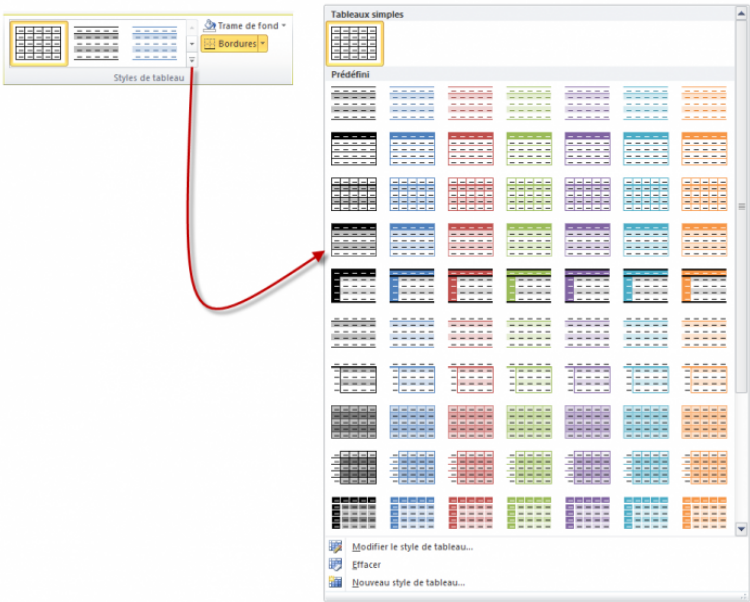 Trame de fond
Bordures
Styles de tableau
Tableaux simples
Prédéfini
Modifier le style de tableau...
Effacer
Nouveau style de tableau...